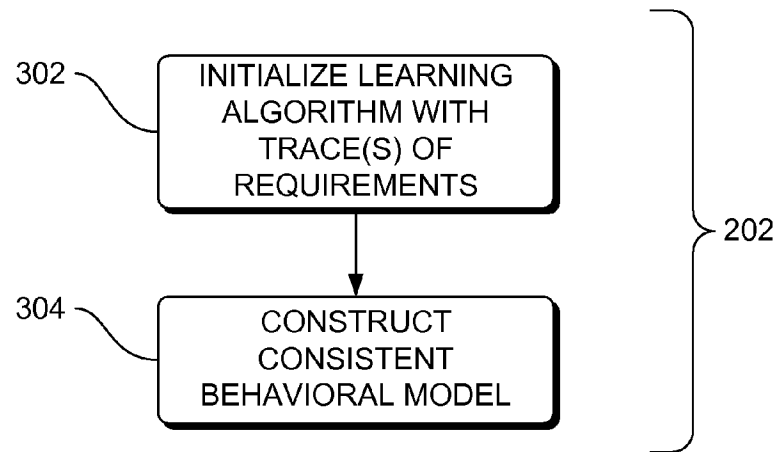 302
INITIALIZE LEARNING
ALGORITHM WITH
TRACE(S) OF
REQUIREMENTS
202
304
CONSTRUCT
CONSISTENT
BEHAVIORAL MODEL